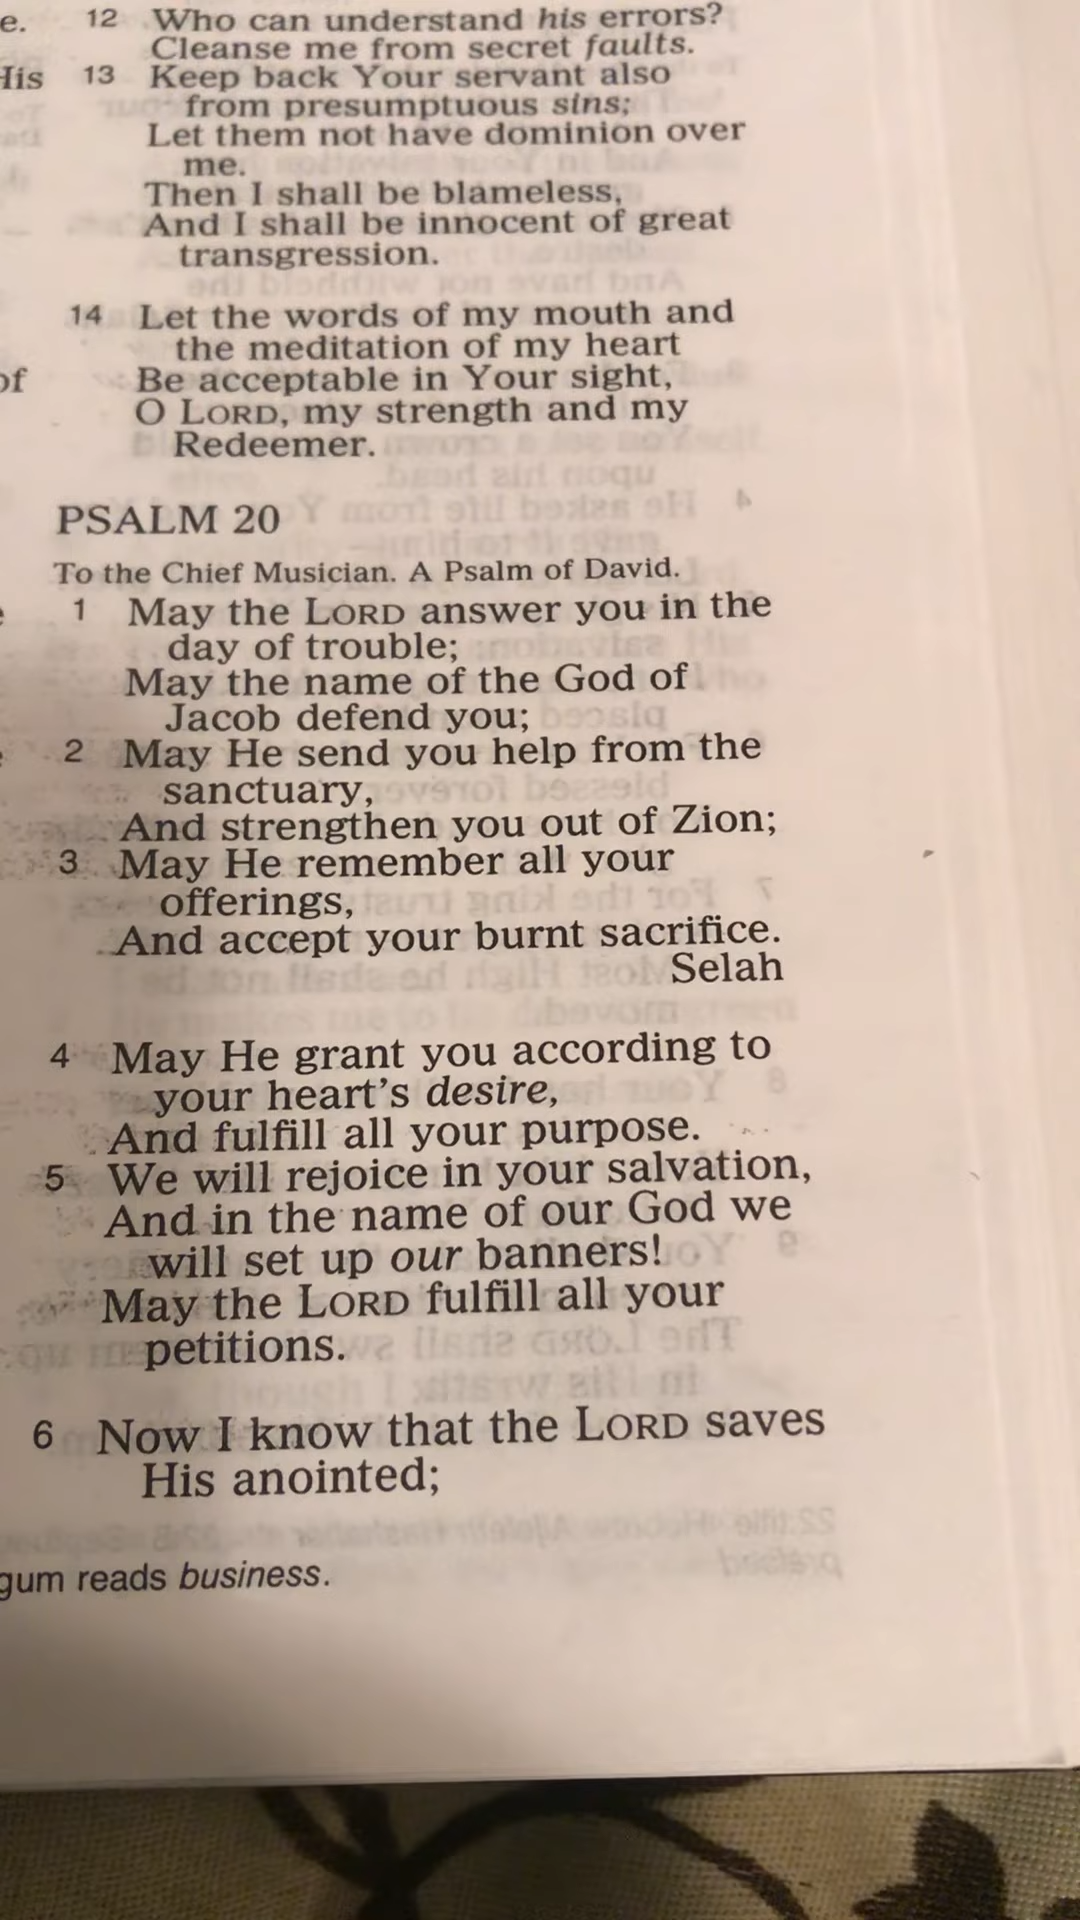 e.
12 Who can understand his errors?
Cleanse me from secret faults.
His
13 Keep back Your servant also
from presumptuous sins;
Let them not have dominion over
me.
Then I shall be blameless,
And I shall be innocent of great
transgression.
14 Let the words of my mouth and
the meditation of my heart
of
Be acceptable in Your sight,
O LORD, my strength and my
Redeemer.
PSALM 20
To the Chief Musician. A Psalm of David.
1 May the LORD answer you in the
day of trouble;
May the name of the God of
Jacob defend you;
2 May He send you help from the
sanctuary,
And strengthen you out of Zion;
3 May He remember all your
offerings,
And accept your burnt sacrifice.
Selah
4 May He grant you according to
your heart's desire,
And fulfill all your purpose.
5 We will rejoice in your salvation,
And in the name of our God we
will set up our banners!
May the LORD fulfill all your
petitions.
6 Now I know that the LORD saves
His anointed;
gum reads business.